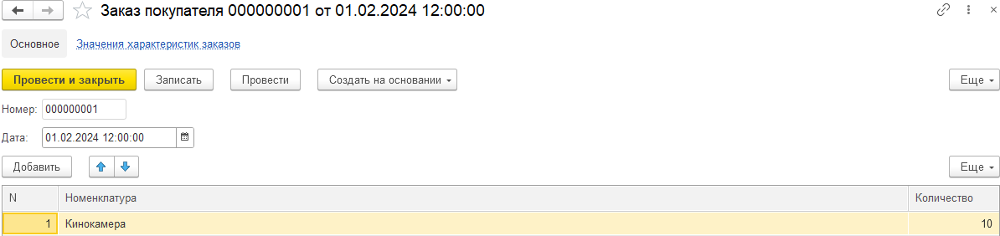 Заказ покупателя 000000001 от 01.02.2024 12:00:00
Основное Значения характеристик заказов
Провести и закрыть Записать Провести Создать на основании Еще
Номер: 000000001
Дата: 01.02.2024 12:00:00
Добавить Еще
N Номенклатура Количество
1 Кинокамера 10